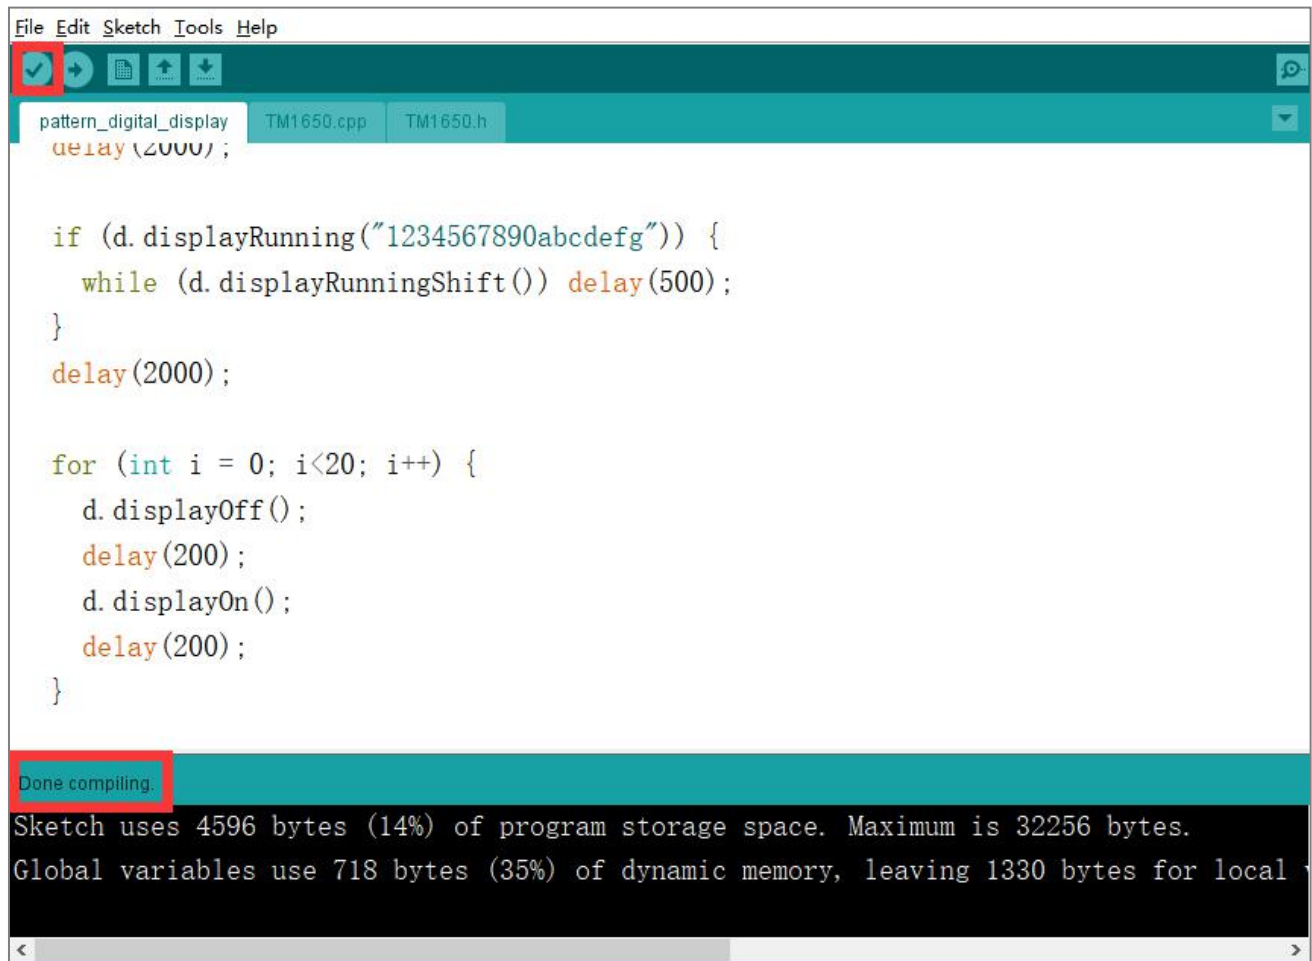 File Edit Sketch Tools Help
pattern_digital_display TM1650.cpp TM1650.h
delay(2000);
if (d.displayRunning("1234567890abcdefg")) {
while (d.displayRunningShift()) delay(500);
}
delay(2000);
for (int i = 0; i<20; i++) {
d.displayOff();
delay(200);
d.displayOn();
delay(200);
}
Done compiling.
Sketch uses 4596 bytes (14%) of program storage space. Maximum is 32256 bytes.
Global variables use 718 bytes (35%) of dynamic memory, leaving 1330 bytes for local